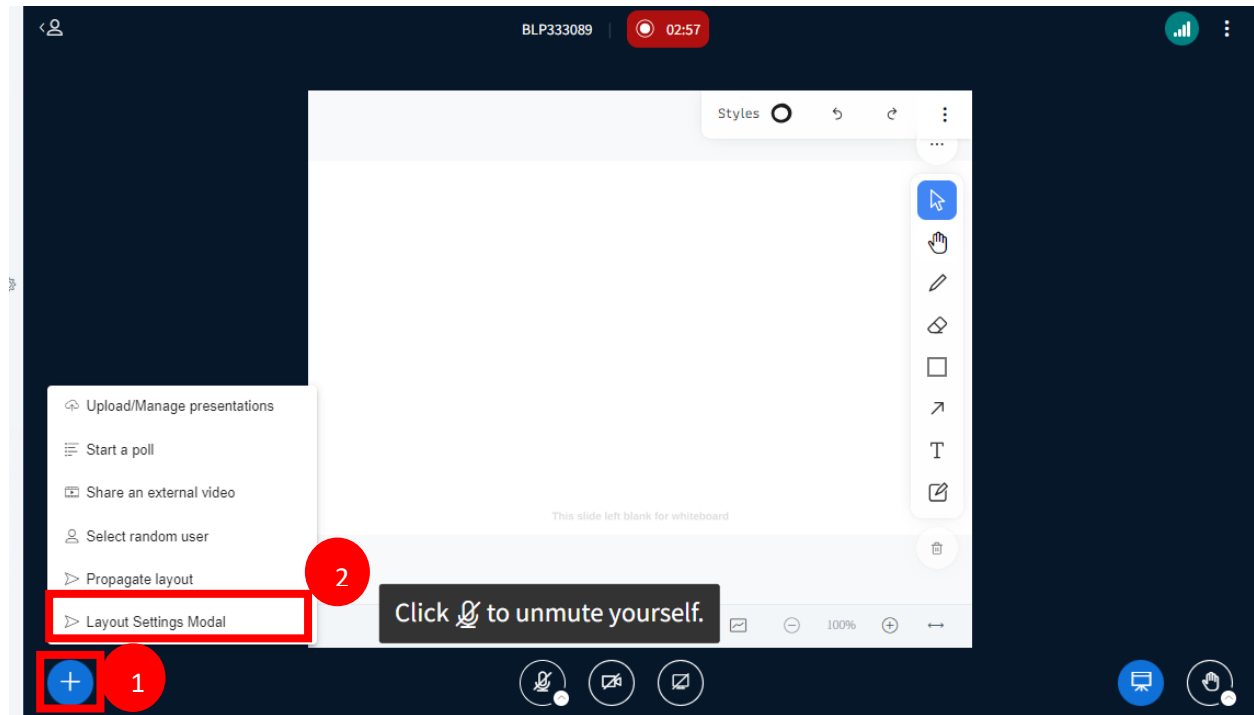 BLP333089 02:57
Styles
Upload/Manage presentations
Start a poll
Share an external video
This slide left blank for whiteboard
Select random user
Propagate layout
2
Click to unmute yourself.
Layout Settings Modal
100%
1
T